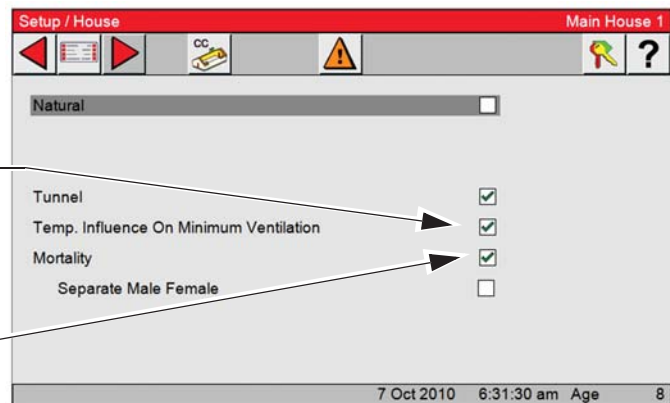 Setup / House Main House 1
CC
?
Natural
Tunnel
Temp. Influence On Minimum Ventilation
Mortality
Separate Male Female
7 Oct 2010 6:31:30 am Age 8